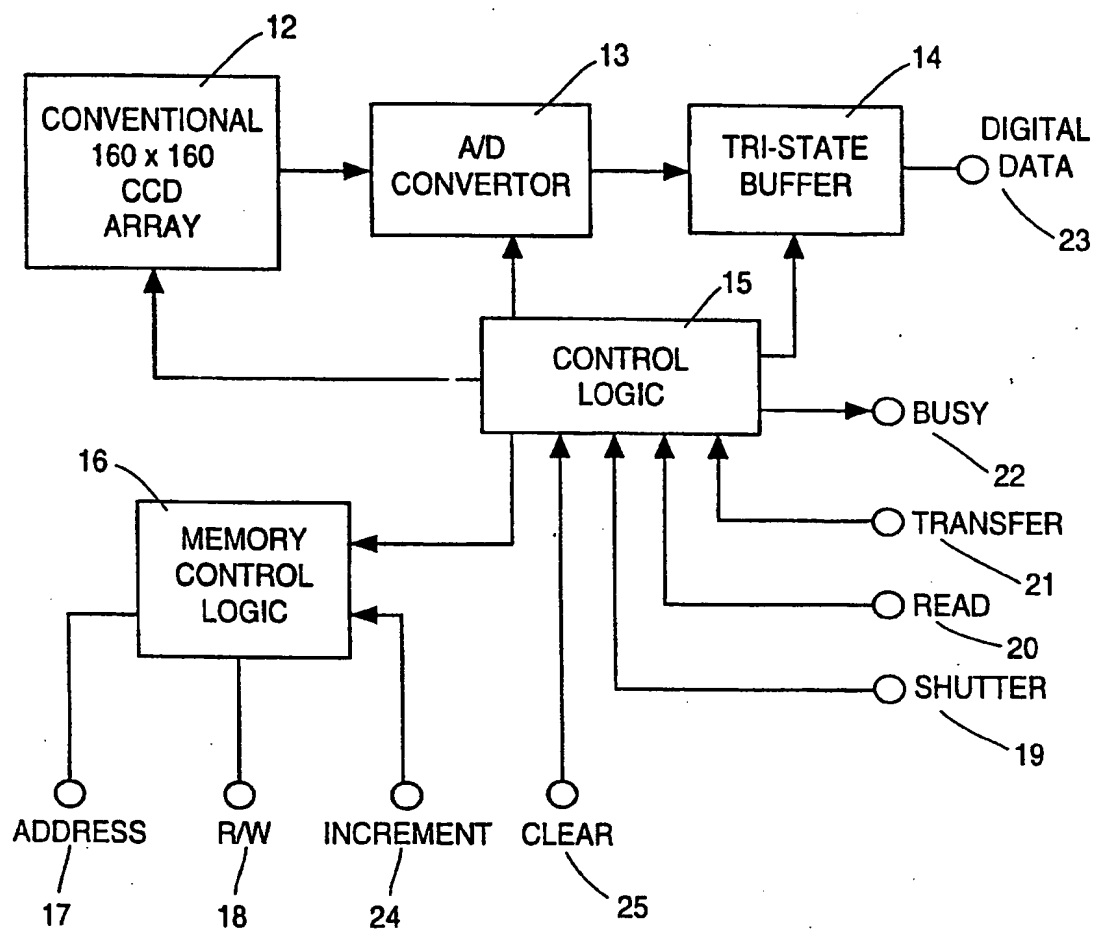 12
CONVENTIONAL
160 x 160
CCD
ARRAY
13
A/D
CONVERTOR
14
TRI-STATE
BUFFER
DIGITAL
DATA
23
15
CONTROL
LOGIC
BUSY
22
16
MEMORY
CONTROL
LOGIC
TRANSFER
21
READ
20
SHUTTER
19
ADDRESS
17
R/W
18
INCREMENT
24
CLEAR
25